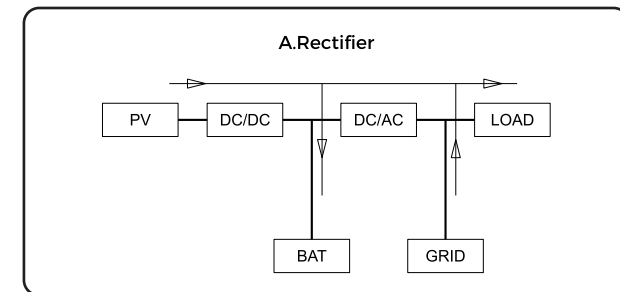 A.Rectifier
PV
DC/DC
DC/AC
LOAD
BAT
GRID